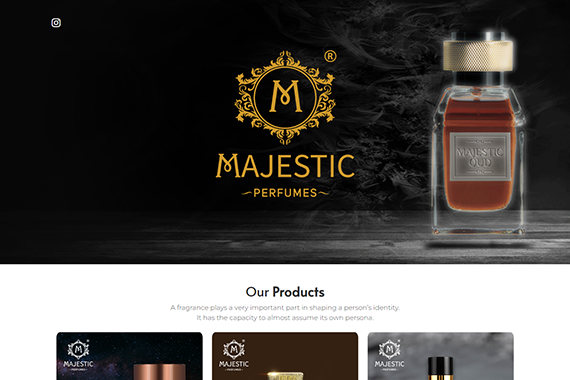 ®
M
MAJESTIC
PERFUMES
MAJESTIC
OUD
Our Products
A fragrance plays a very important part in shaping a person's identity.
It has the capacity to almost assume its own persona.
M
MAJESTIC
PERFUMES
M
MAJESTIC
PERFUMES
M
MAJESTIC
PERFUMES